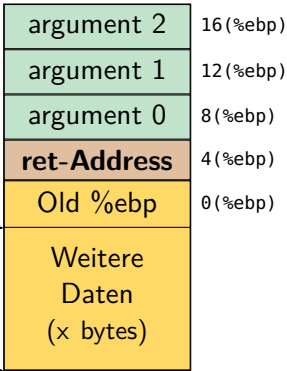 argument 2 16(%ebp)
argument 1 12(%ebp)
argument 0 8(%ebp)
ret-Address 4(%ebp)
Old %ebp 0(%ebp)
Weitere
Daten
(x bytes)